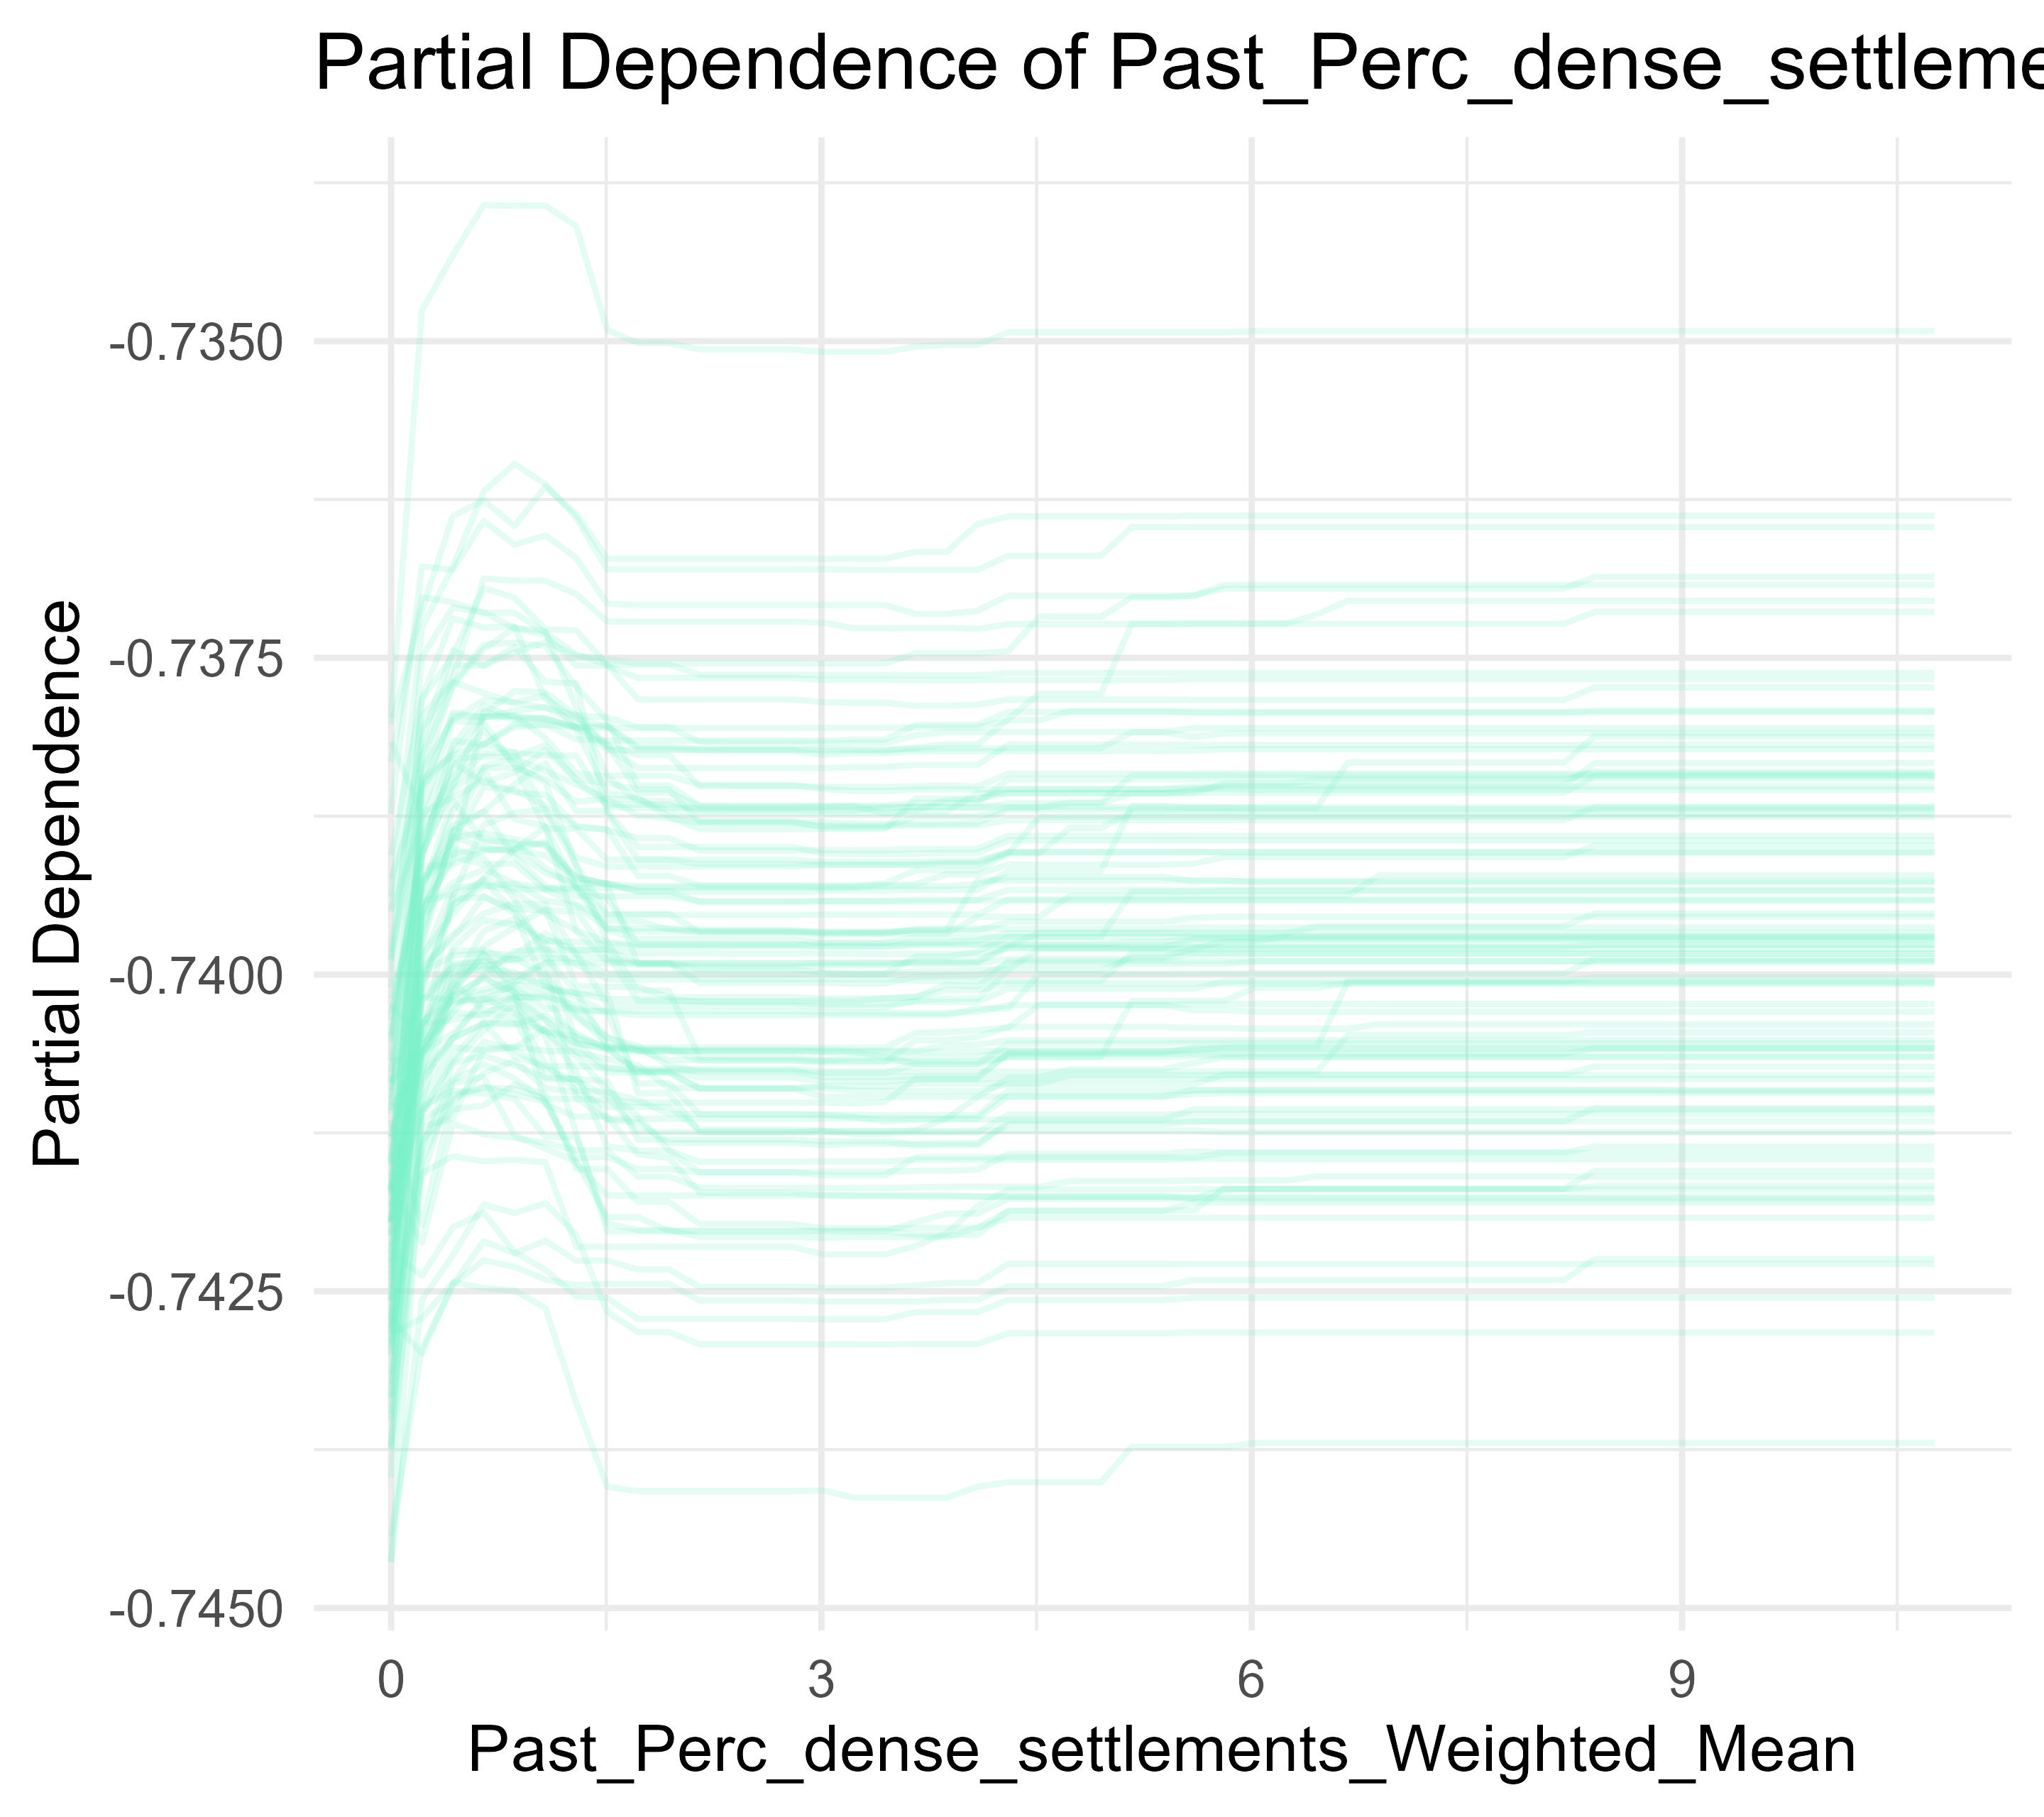 Partial Dependence of Past_Perc_dense_settleme
-0.7350
-0.7375
-0.7400
-0.7425
-0.7450
Partial Dependence
0 3 6 9
Past_Perc_dense_settlements_Weighted_Mean